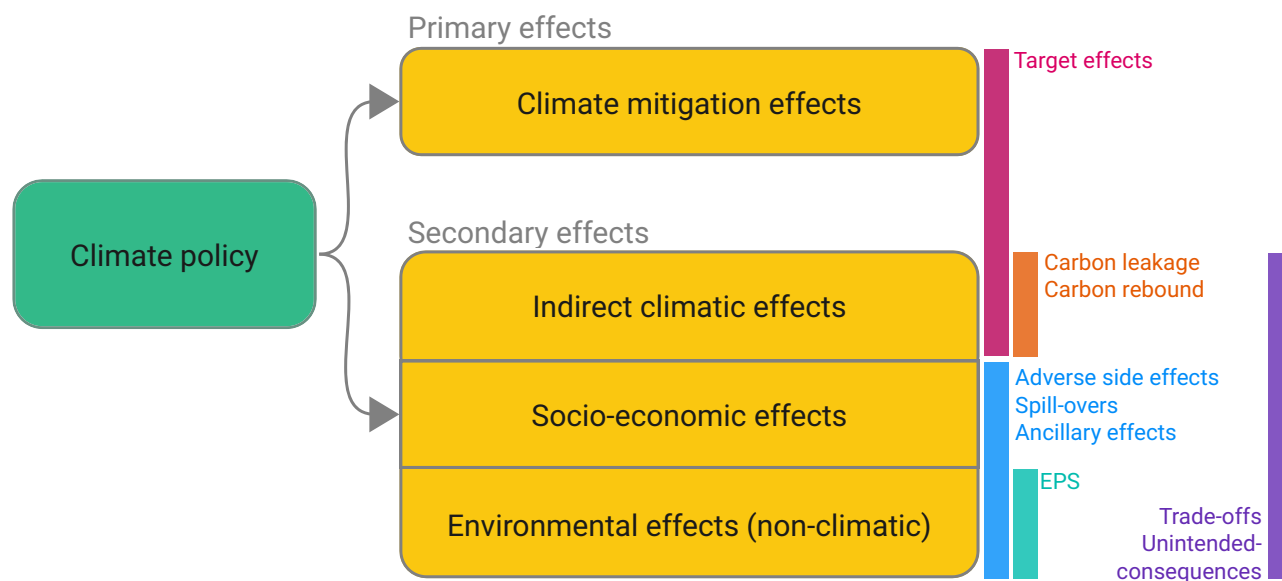 Primary effects
Climate mitigation effects
Target effects
Climate policy
Secondary effects
Indirect climatic effects
Carbon leakage
Carbon rebound
Socio-economic effects
Adverse side effects
Spill-overs
Ancillary effects
Environmental effects (non-climatic)
EPS
Trade-offs
Unintended-
consequences